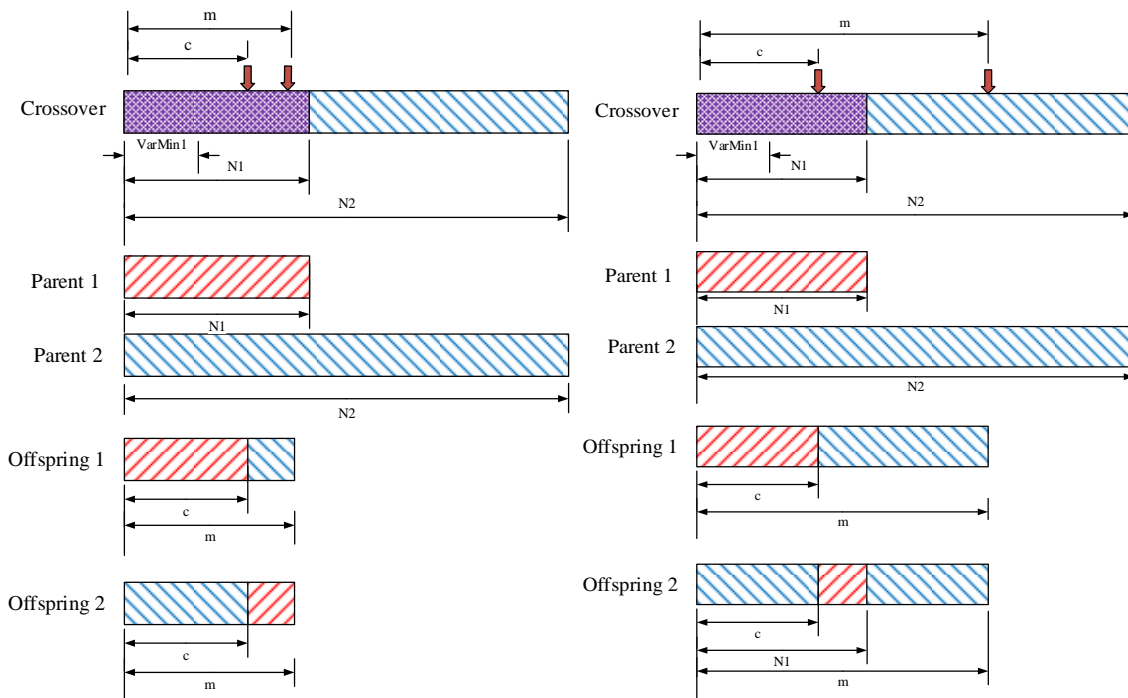 m
c
Crossover
VarMin1
N1
N2
Parent 1
N1
Parent 2
N2
Offspring 1
c
m
Offspring 2
c
m
m
c
Crossover
VarMin1
N1
N2
Parent 1
N1
Parent 2
N2
Offspring 1
c
m
Offspring 2
c
N1
m